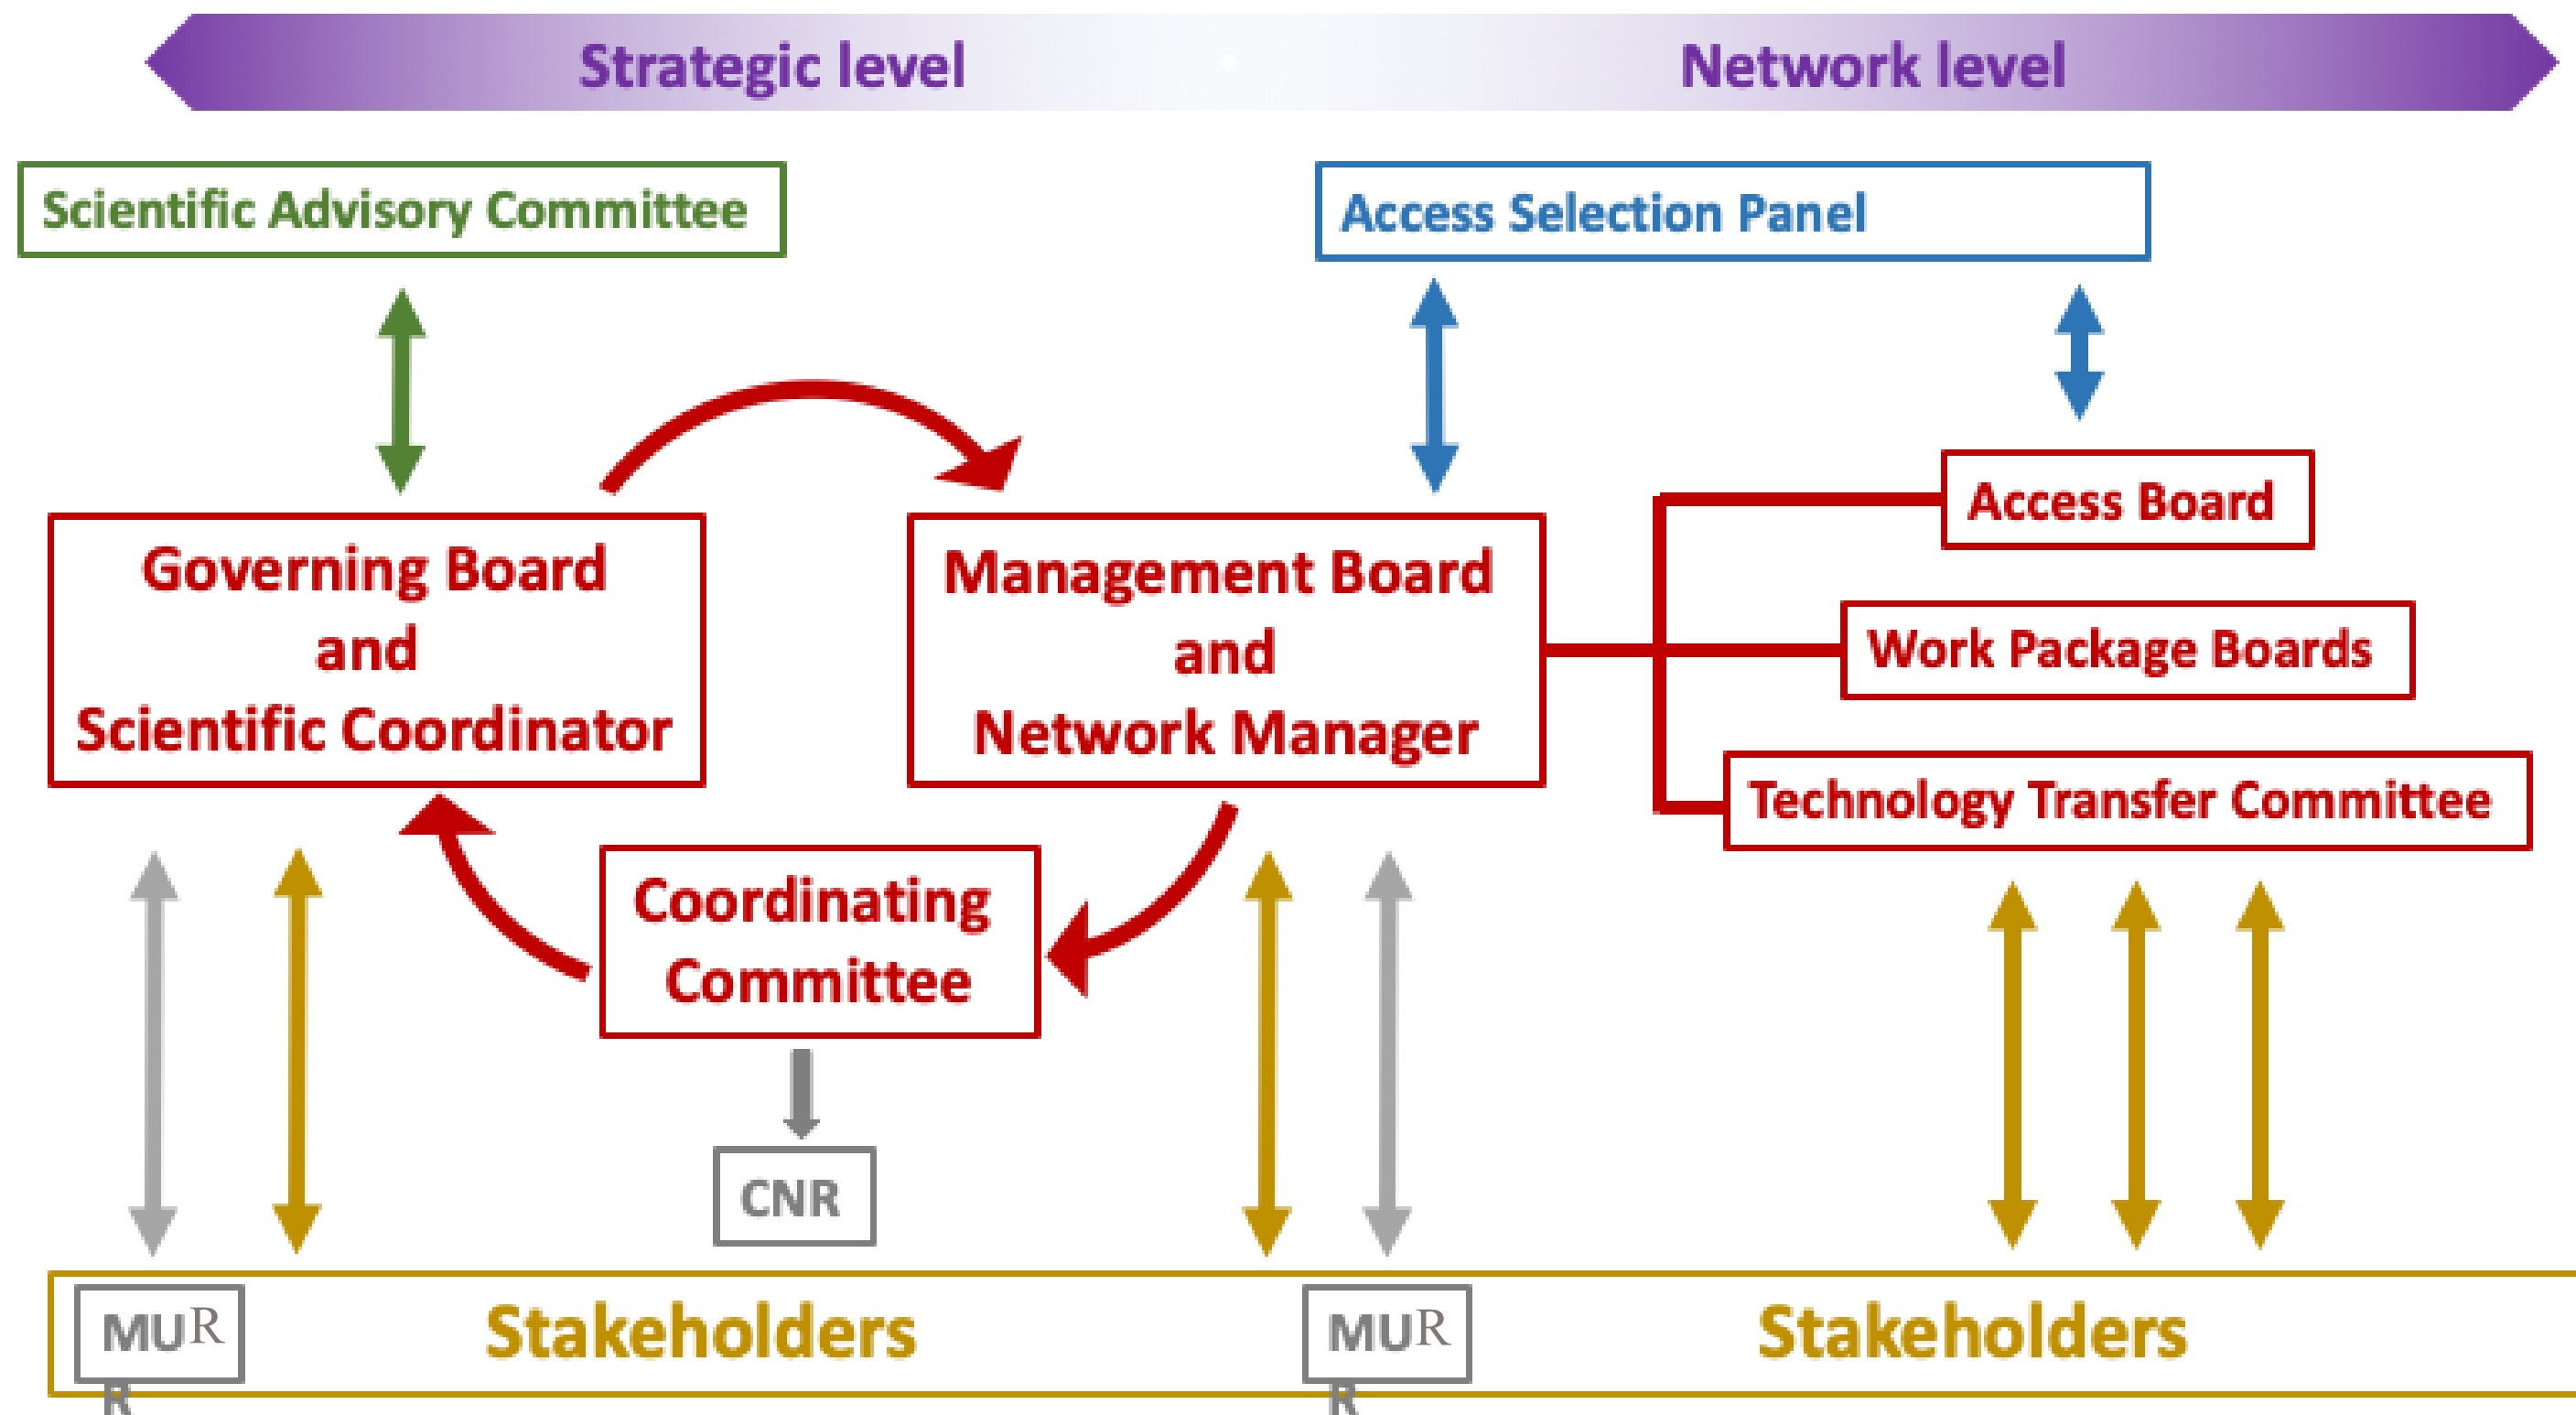 Strategic level
Network level
Scientific Advisory Committee
Access Selection Panel
Governing Board
and
Scientific Coordinator
Management Board
and
Network Manager
Access Board
Work Package Boards
Technology Transfer Committee
Coordinating
Committee
CNR
MUR
R
Stakeholders
MUR
R
Stakeholders